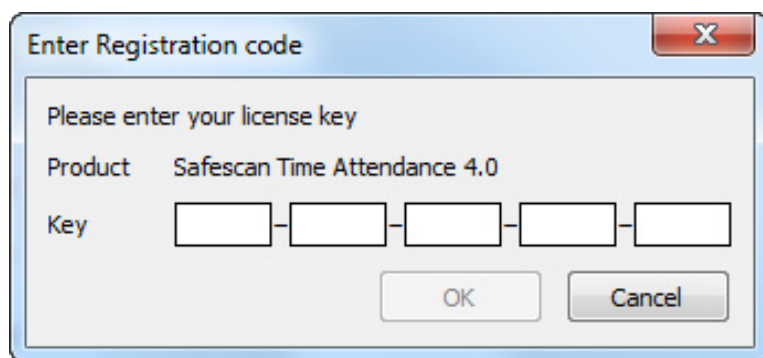 Enter Registration code
Please enter your license key
Product Safescan Time Attendance 4.0
Key - - - -
OK Cancel